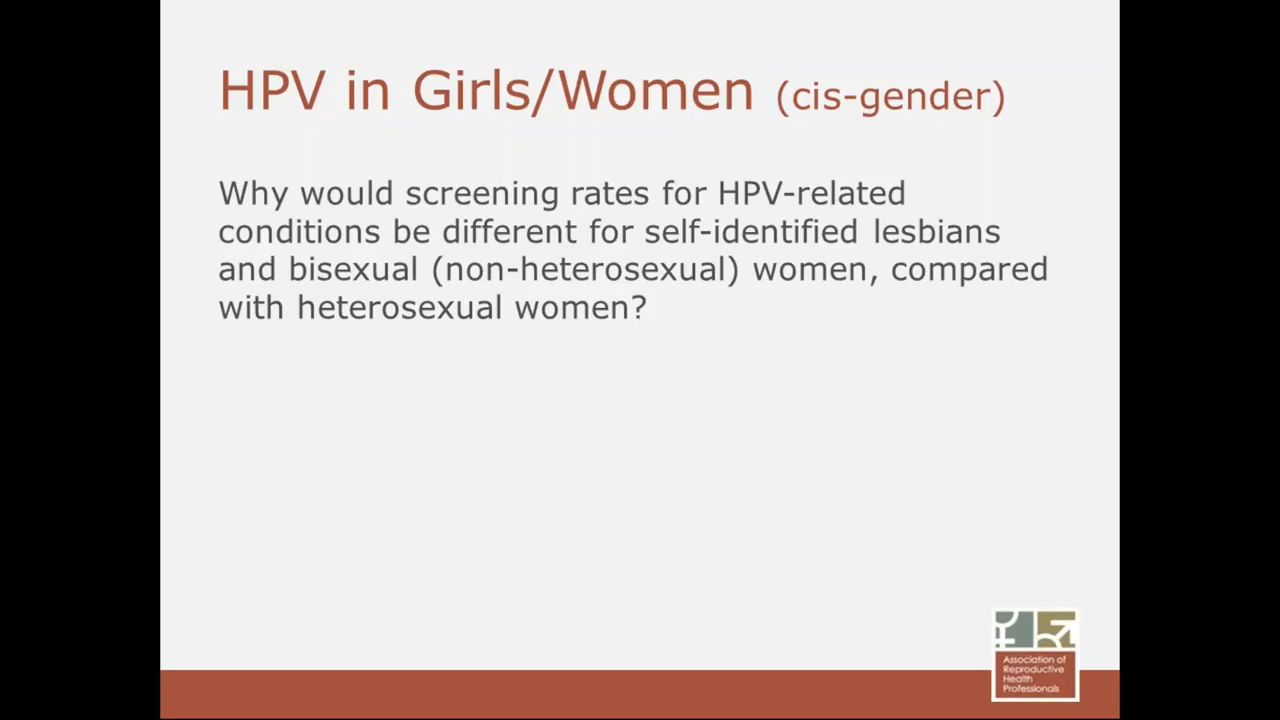 HPV in Girls/Women (cis-gender)
Why would screening rates for HPV-related
conditions be different for self-identified lesbians
and bisexual (non-heterosexual) women, compared
with heterosexual women?
Association of
Reproductive
Health
Professionals